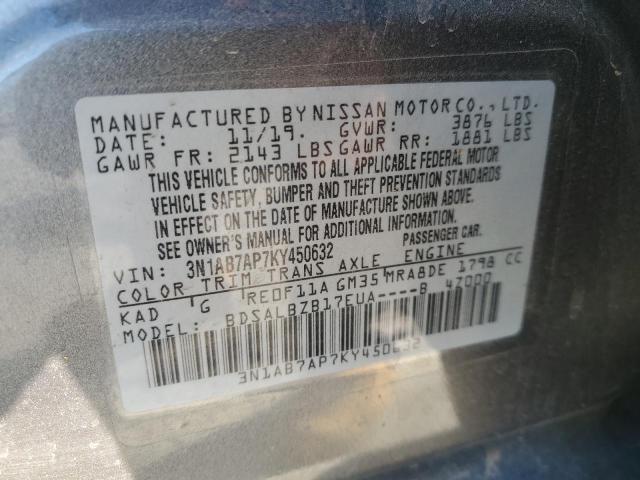 MANUFACTURED BY NISSAN MOTOR CO., LTD.
DATE: 11/19. GVWR: 3876 LBS
GAWR FR: 2143 LBS GAWR RR: 1881 LBS
THIS VEHICLE CONFORMS TO ALL APPLICABLE FEDERAL MOTOR
VEHICLE SAFETY, BUMPER AND THEFT PREVENTION STANDARDS
IN EFFECT ON THE DATE OF MANUFACTURE SHOWN ABOVE.
SEE OWNER'S MANUAL FOR ADDITIONAL INFORMATION.
VIN: 3N1AB7AP7KY450632 PASSENGER CAR.
COLOR TRIM TRANS AXLE ENGINE
KAD G RE0F11A GM35 MRA8DE 1798 CC
MODEL: BDSALBZB17EUA----B 47000
3N1AB7AP7KY450632